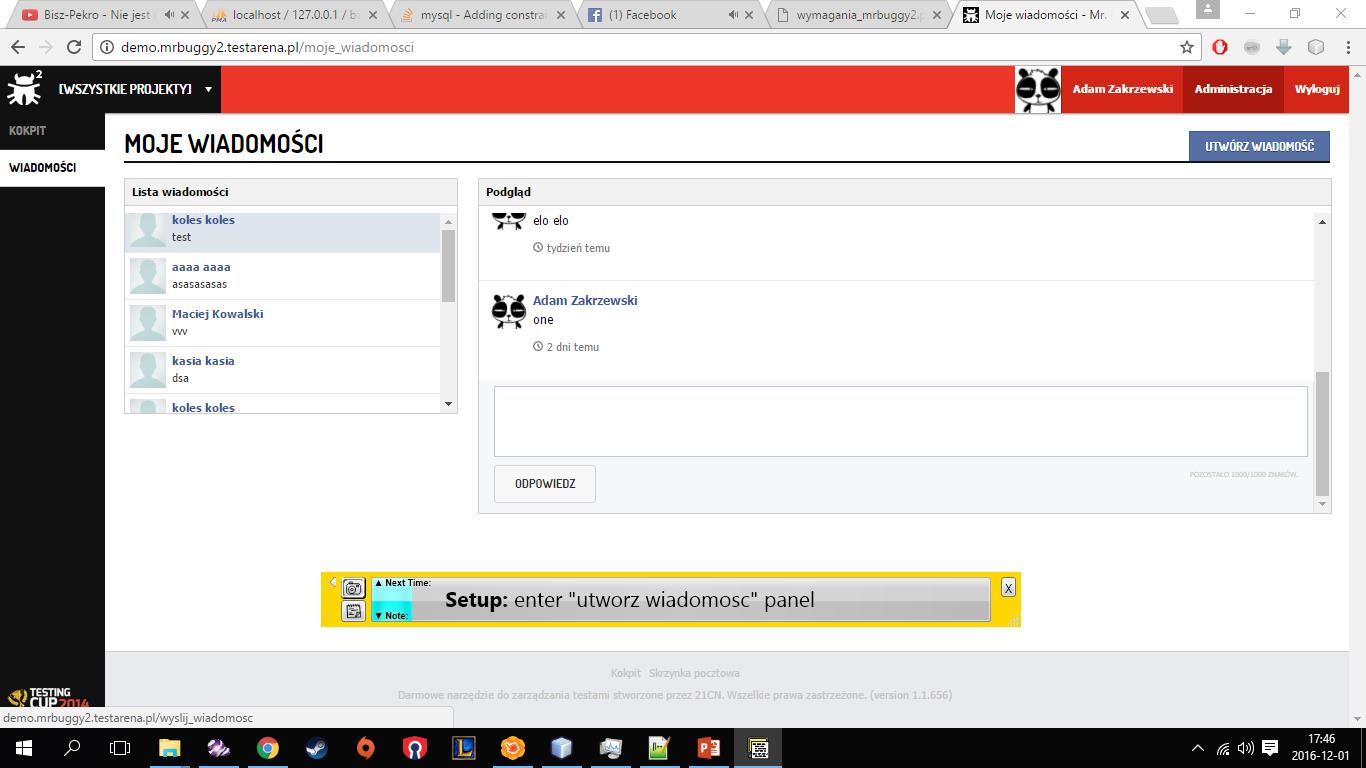 Bisz-Pekro - Nie jest
localhost / 127.0.0.1 / ba
mysql - Adding constrai
(1) Facebook
wymagania_mrbuggy2.p
Moje wiadomości - Mr.
demo.mrbuggy2.testarena.pl/moje_wiadomosci
2
[WSZYSTKIE PROJEKTY]
Adam Zakrzewski
Administracja
Wyloguj
KOKPIT
WIADOMOŚCI
MOJE WIADOMOŚCI
UTWÓRZ WIADOMOŚĆ
Lista wiadomości
koles koles
test
aaaa aaaa
asasasasas
Maciej Kowalski
vvv
kasia kasia
dsa
koles koles
Podgląd
elo elo
tydzień temu
Adam Zakrzewski
one
2 dni temu
ODPOWIEDZ
POZOSTAŁO 1000/1000 ZNAKÓW.
▲ Next Time:
Setup: enter "utworz wiadomosc" panel
▼ Note:
X
Kokpit Skrzynka pocztowa
Darmowe narzędzie do zarządzania testami stworzone przez 21CN. Wszelkie prawa zastrzeżone. (version 1.1.656)
TESTING
CUP 2014
demo.mrbuggy2.testarena.pl/wyslij_wiadomosc
17:46
2016-12-01